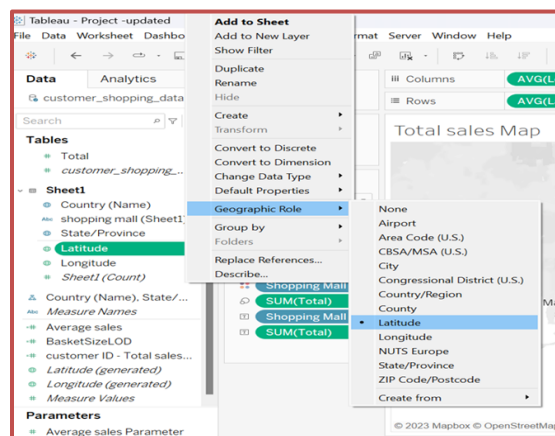 Tableau - Project -updated
File Data Worksheet Dashbo
rmat Server Window Help
Data Analytics
customer_shopping_data
Search
Tables
Total
customer_shopping_...
Sheet1
Country (Name)
Abc shopping mall (Sheet1)
State/Province
Latitude
Longitude
Sheet1 (Count)
Country (Name), State/...
Abc Measure Names
Average sales
BasketSizeLOD
customer ID - Total sales...
Latitude (generated)
Longitude (generated)
Measure Values
Parameters
Average sales Parameter
Add to Sheet
Add to New Layer
Show Filter
Duplicate
Rename
Hide
Create
Transform
Convert to Discrete
Convert to Dimension
Change Data Type
Default Properties
Geographic Role
Group by
Folders
Replace References...
Describe...
Shopping Mall
SUM(Total)
Shopping Mall
SUM(Total)
Columns AVG(L
Rows AVG(L
Total sales Map
None
Airport
Area Code (U.S.)
CBSA/MSA (U.S.)
City
Congressional District (U.S.)
Country/Region
County
Latitude
Longitude
NUTS Europe
State/Province
ZIP Code/Postcode
Create from
© 2023 Mapbox © OpenStreetMa